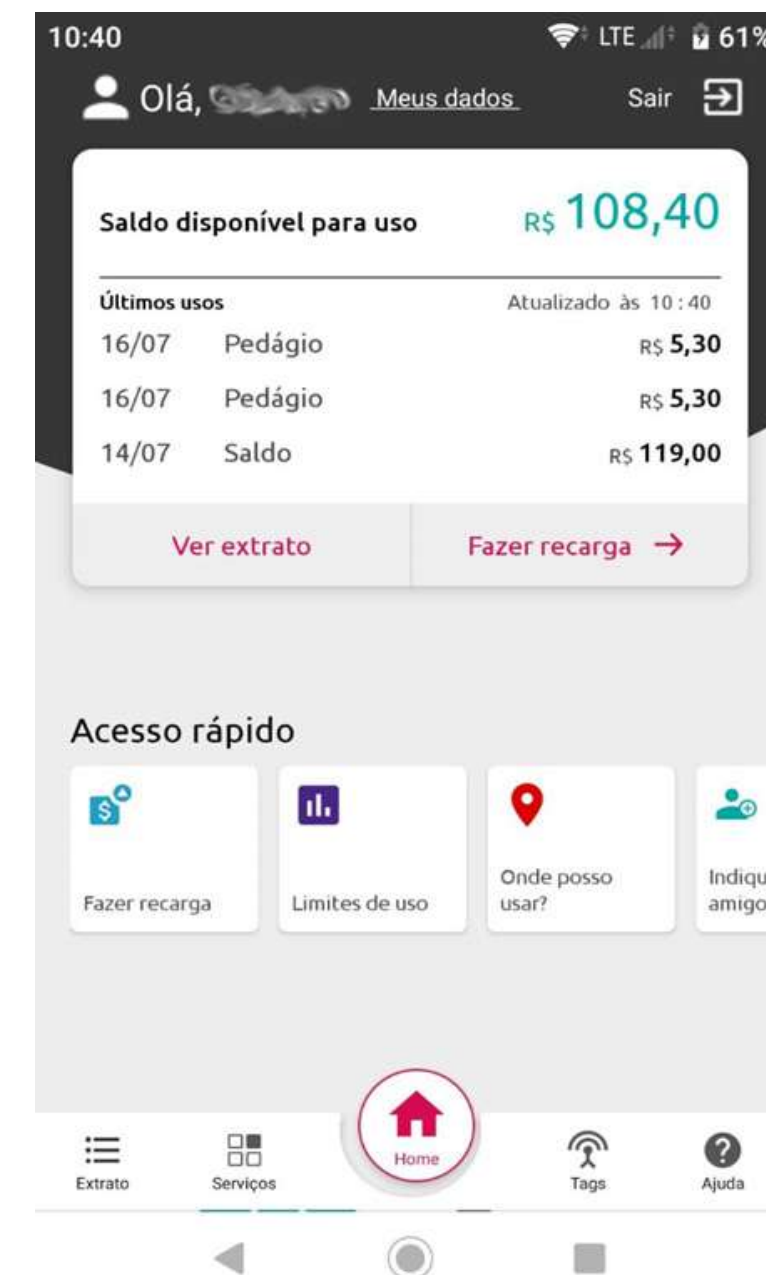 10:40 LTE 61%
Olá, Meus dados Sair
Saldo disponível para uso R$ 108,40
Últimos usos Atualizado às 10:40
16/07 Pedágio R$ 5,30
16/07 Pedágio R$ 5,30
14/07 Saldo R$ 119,00
Ver extrato Fazer recarga →
Acesso rápido
Fazer recarga
Limites de uso
Onde posso
usar?
Indiqu
amigo
Extrato Serviços Home Tags Ajuda